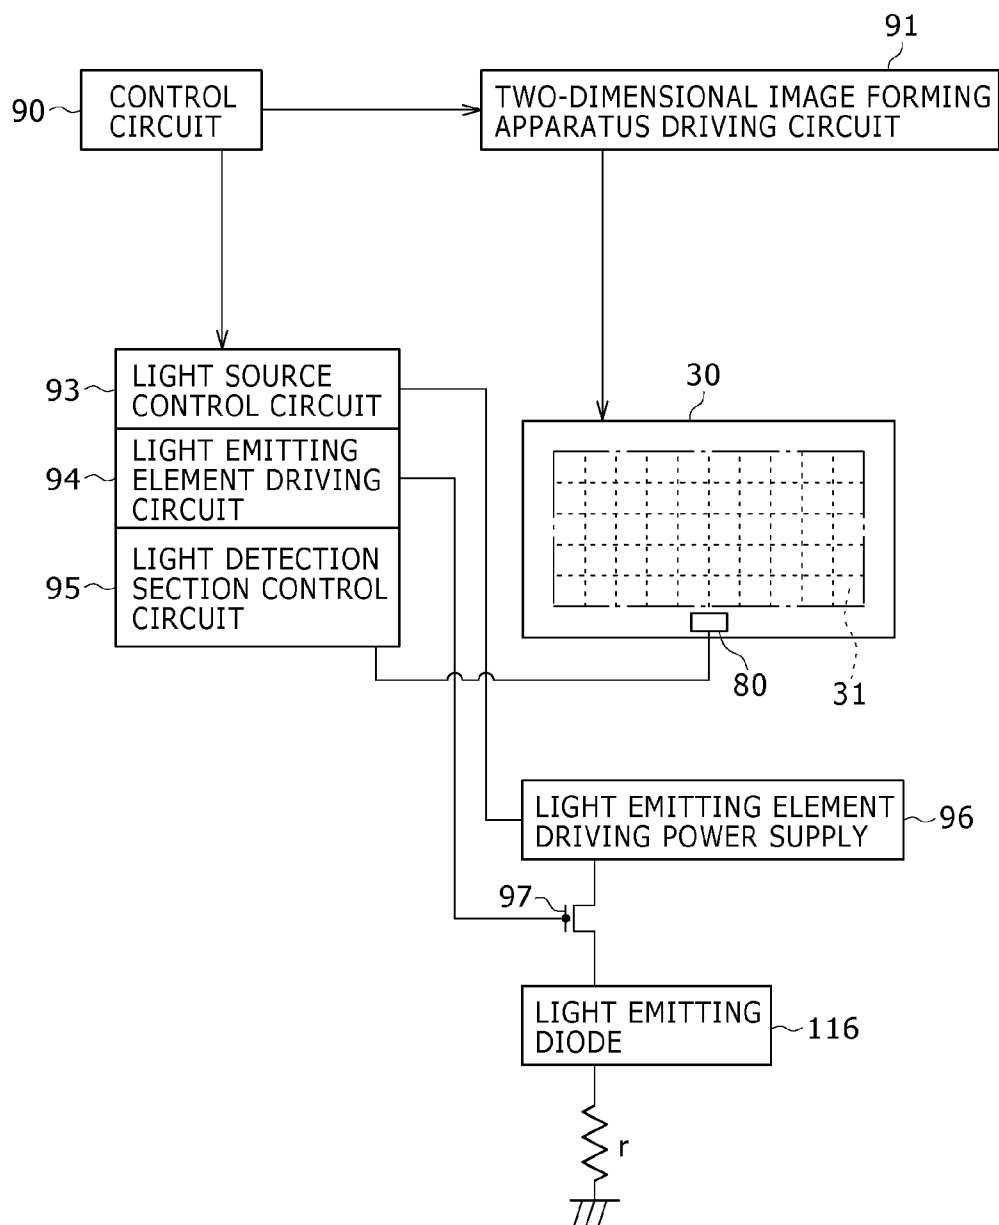 91
90
CONTROL
CIRCUIT
TWO-DIMENSIONAL IMAGE FORMING
APPARATUS DRIVING CIRCUIT
93
LIGHT SOURCE
CONTROL CIRCUIT
30
94
LIGHT EMITTING
ELEMENT DRIVING
CIRCUIT
95
LIGHT DETECTION
SECTION CONTROL
CIRCUIT
80
31
LIGHT EMITTING ELEMENT
DRIVING POWER SUPPLY
96
97
LIGHT EMITTING
DIODE
116
r